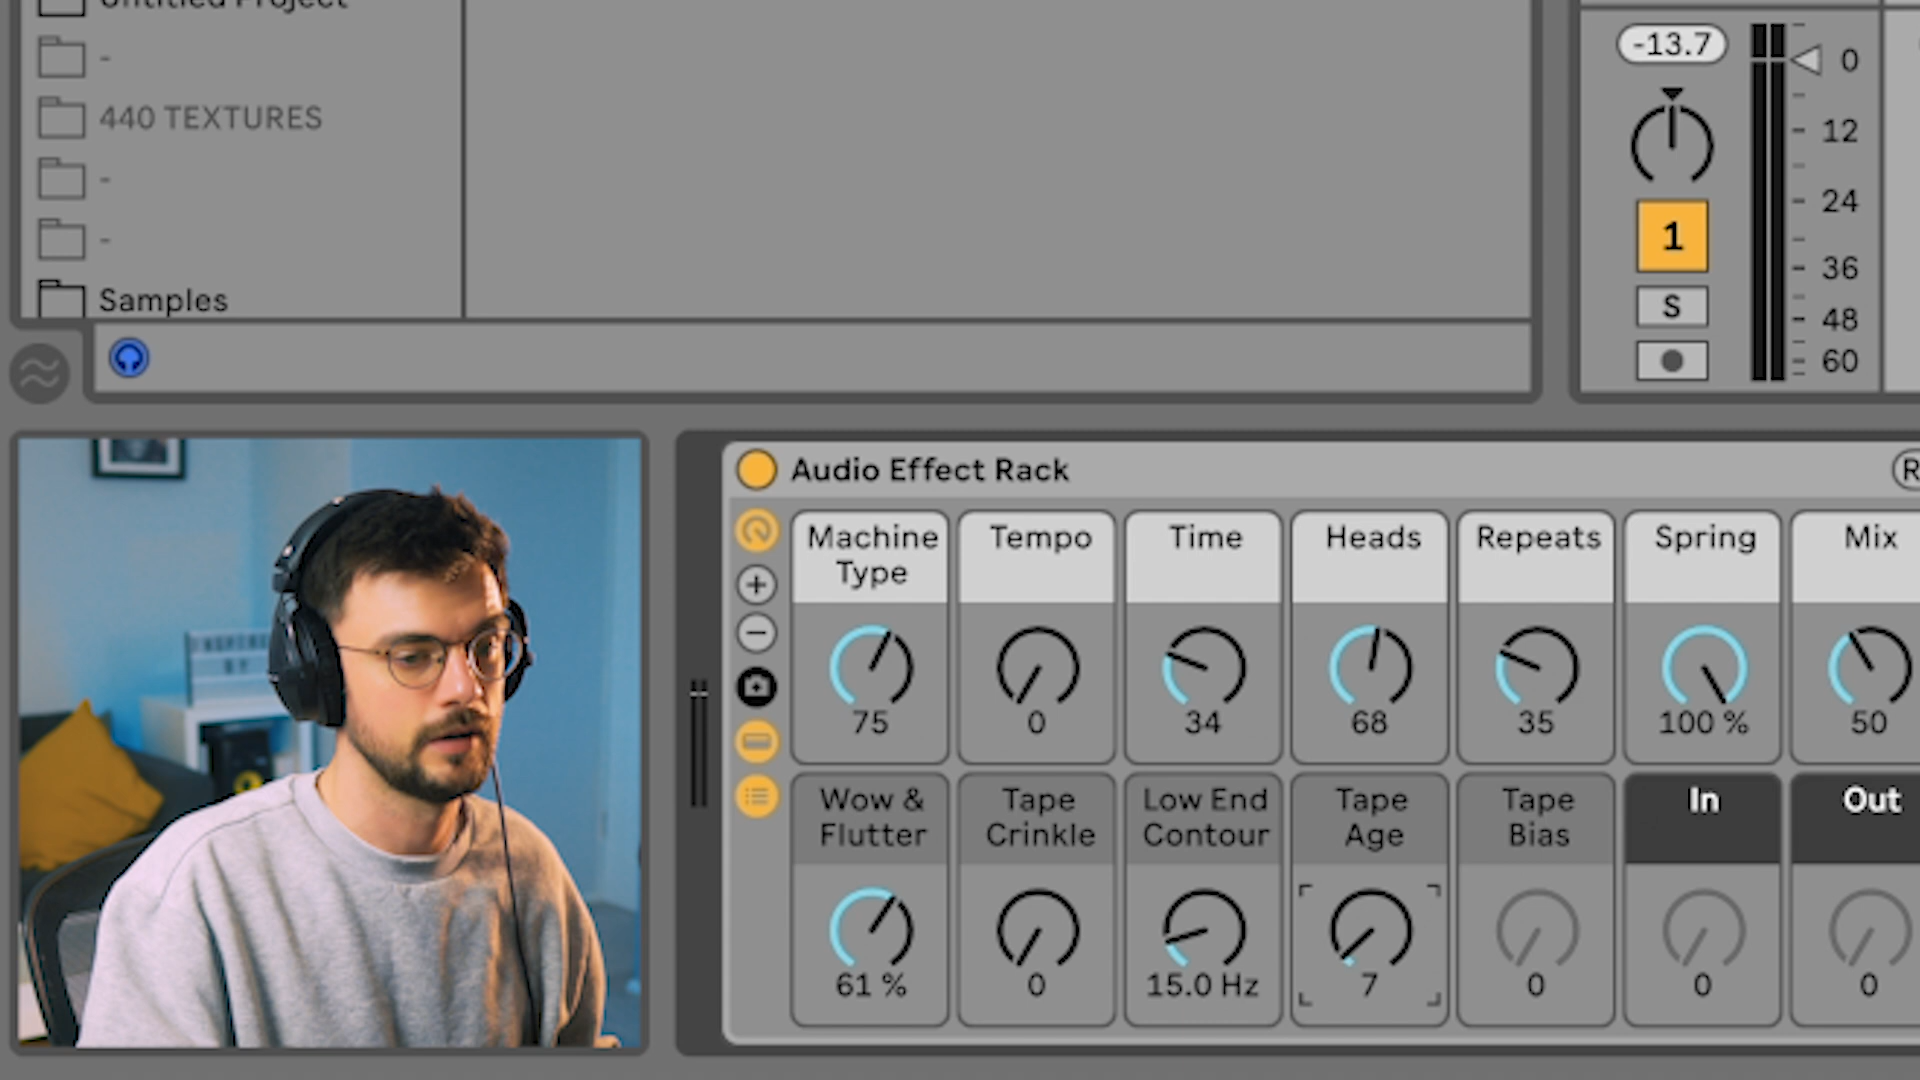 Untitled Project
-
440 TEXTURES
-
-
Samples
-13.7
0
12
24
36
48
60
1
S
Audio Effect Rack
R
Machine
Type
75
Tempo
0
Time
34
Heads
68
Repeats
35
Spring
100 %
Mix
50
Wow &
Flutter
61 %
Tape
Crinkle
0
Low End
Contour
15.0 Hz
Tape
Age
7
Tape
Bias
0
In
0
Out
0